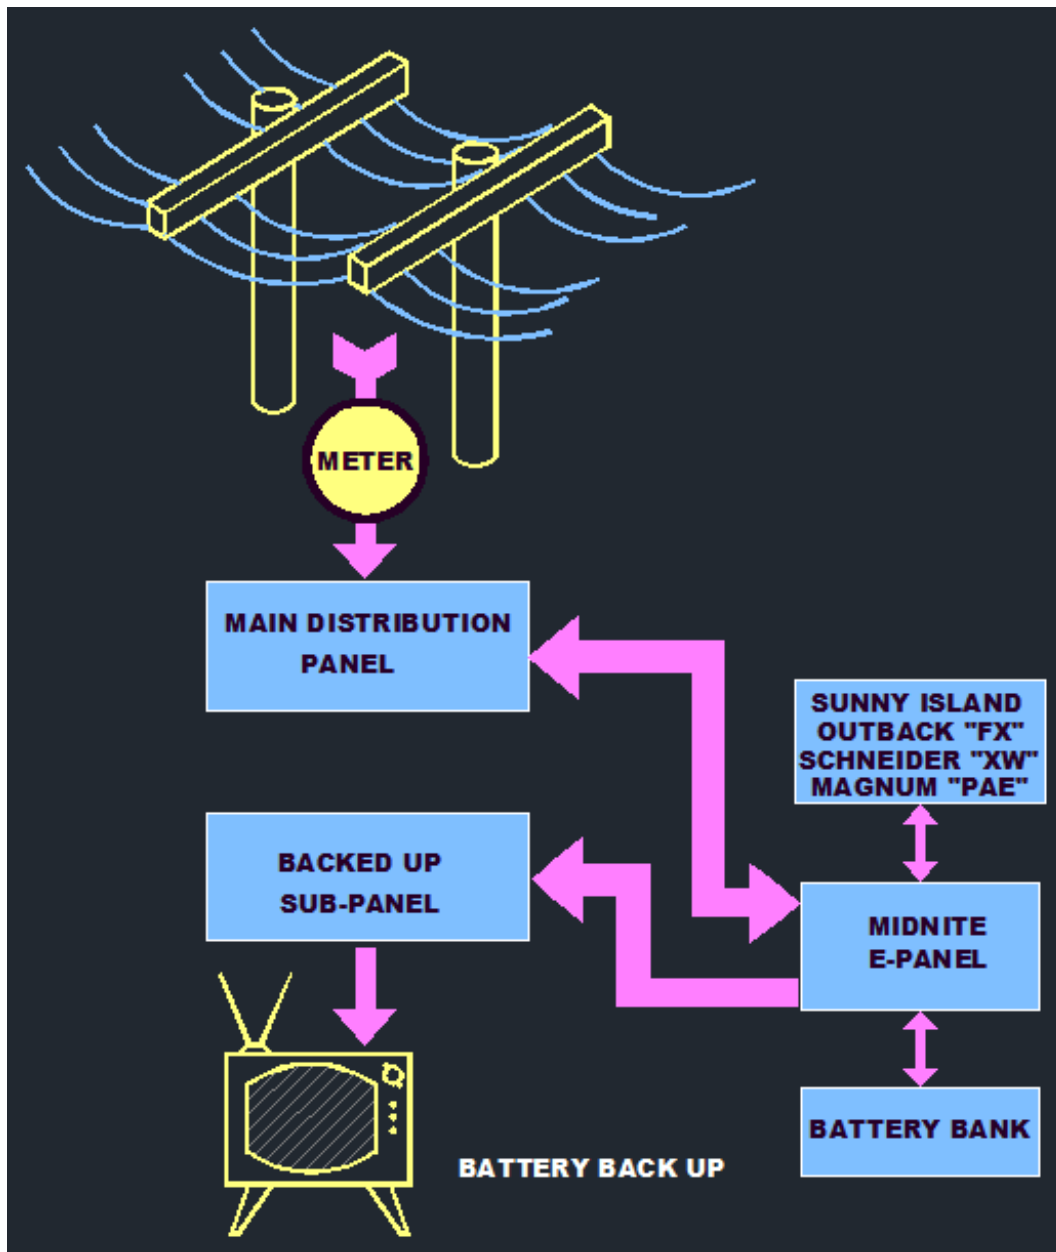 METER
MAIN DISTRIBUTION
PANEL
SUNNY ISLAND
OUTBACK "FX"
SCHNEIDER "XW"
MAGNUM "PAE"
BACKED UP
SUB-PANEL
MIDNITE
E-PANEL
BATTERY BANK
BATTERY BACK UP